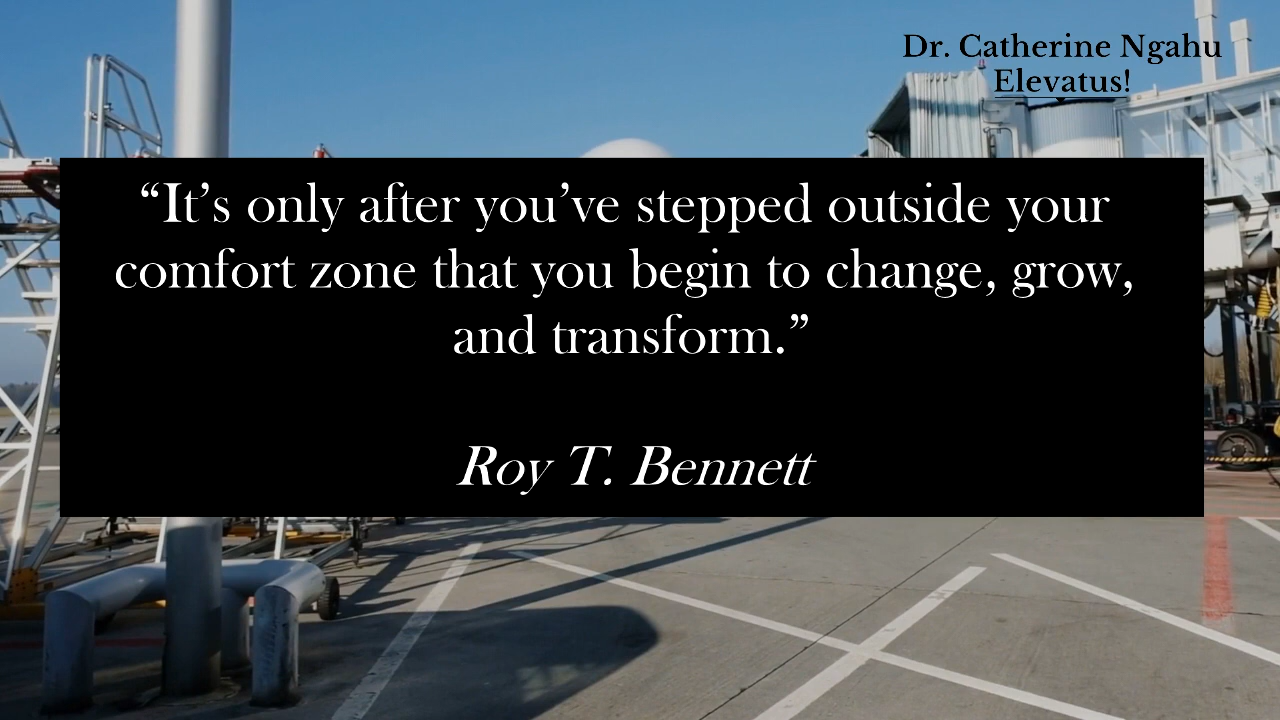 Dr. Catherine Ngahu
Elevatus!
“It’s only after you’ve stepped outside your
comfort zone that you begin to change, grow,
and transform.”
Roy T. Bennett